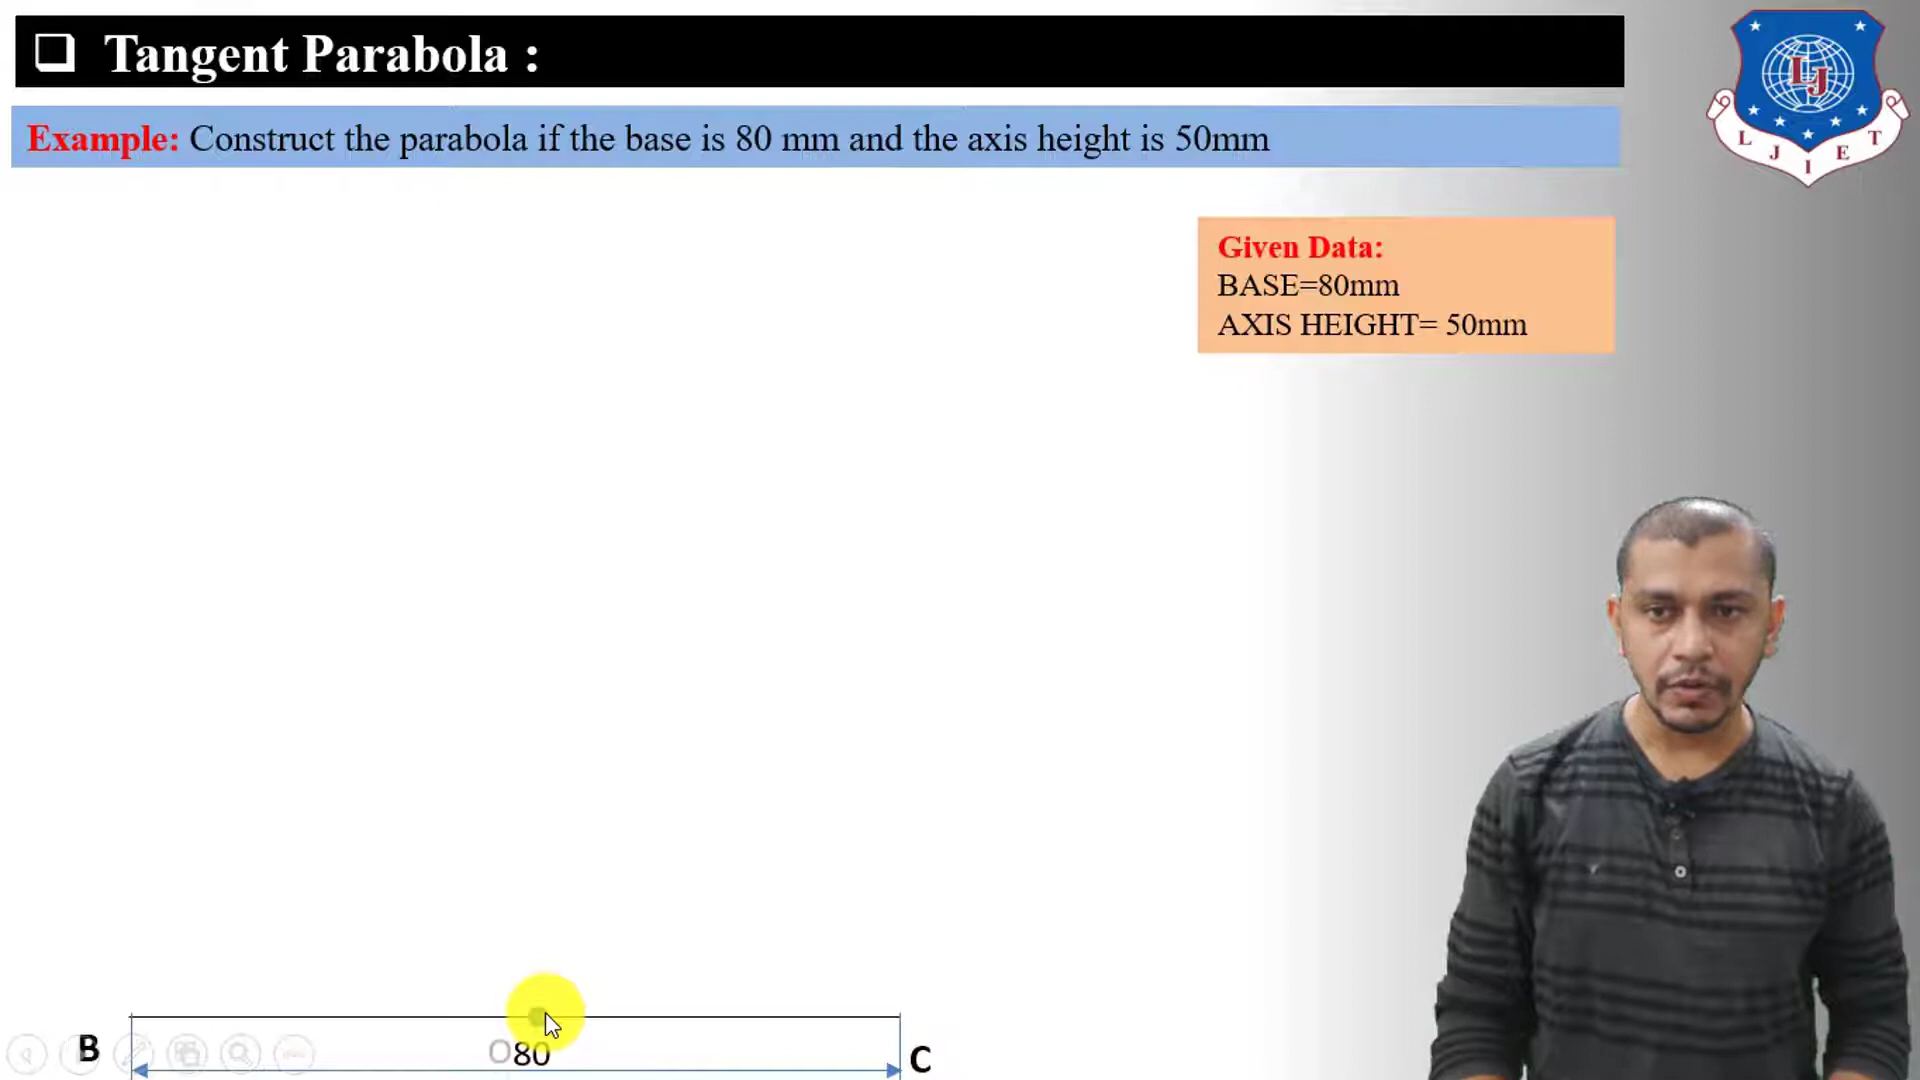 ❑ Tangent Parabola :
Example: Construct the parabola if the base is 80 mm and the axis height is 50mm
Given Data:
BASE=80mm
AXIS HEIGHT= 50mm
LJ
L J I E T
B O 80 C